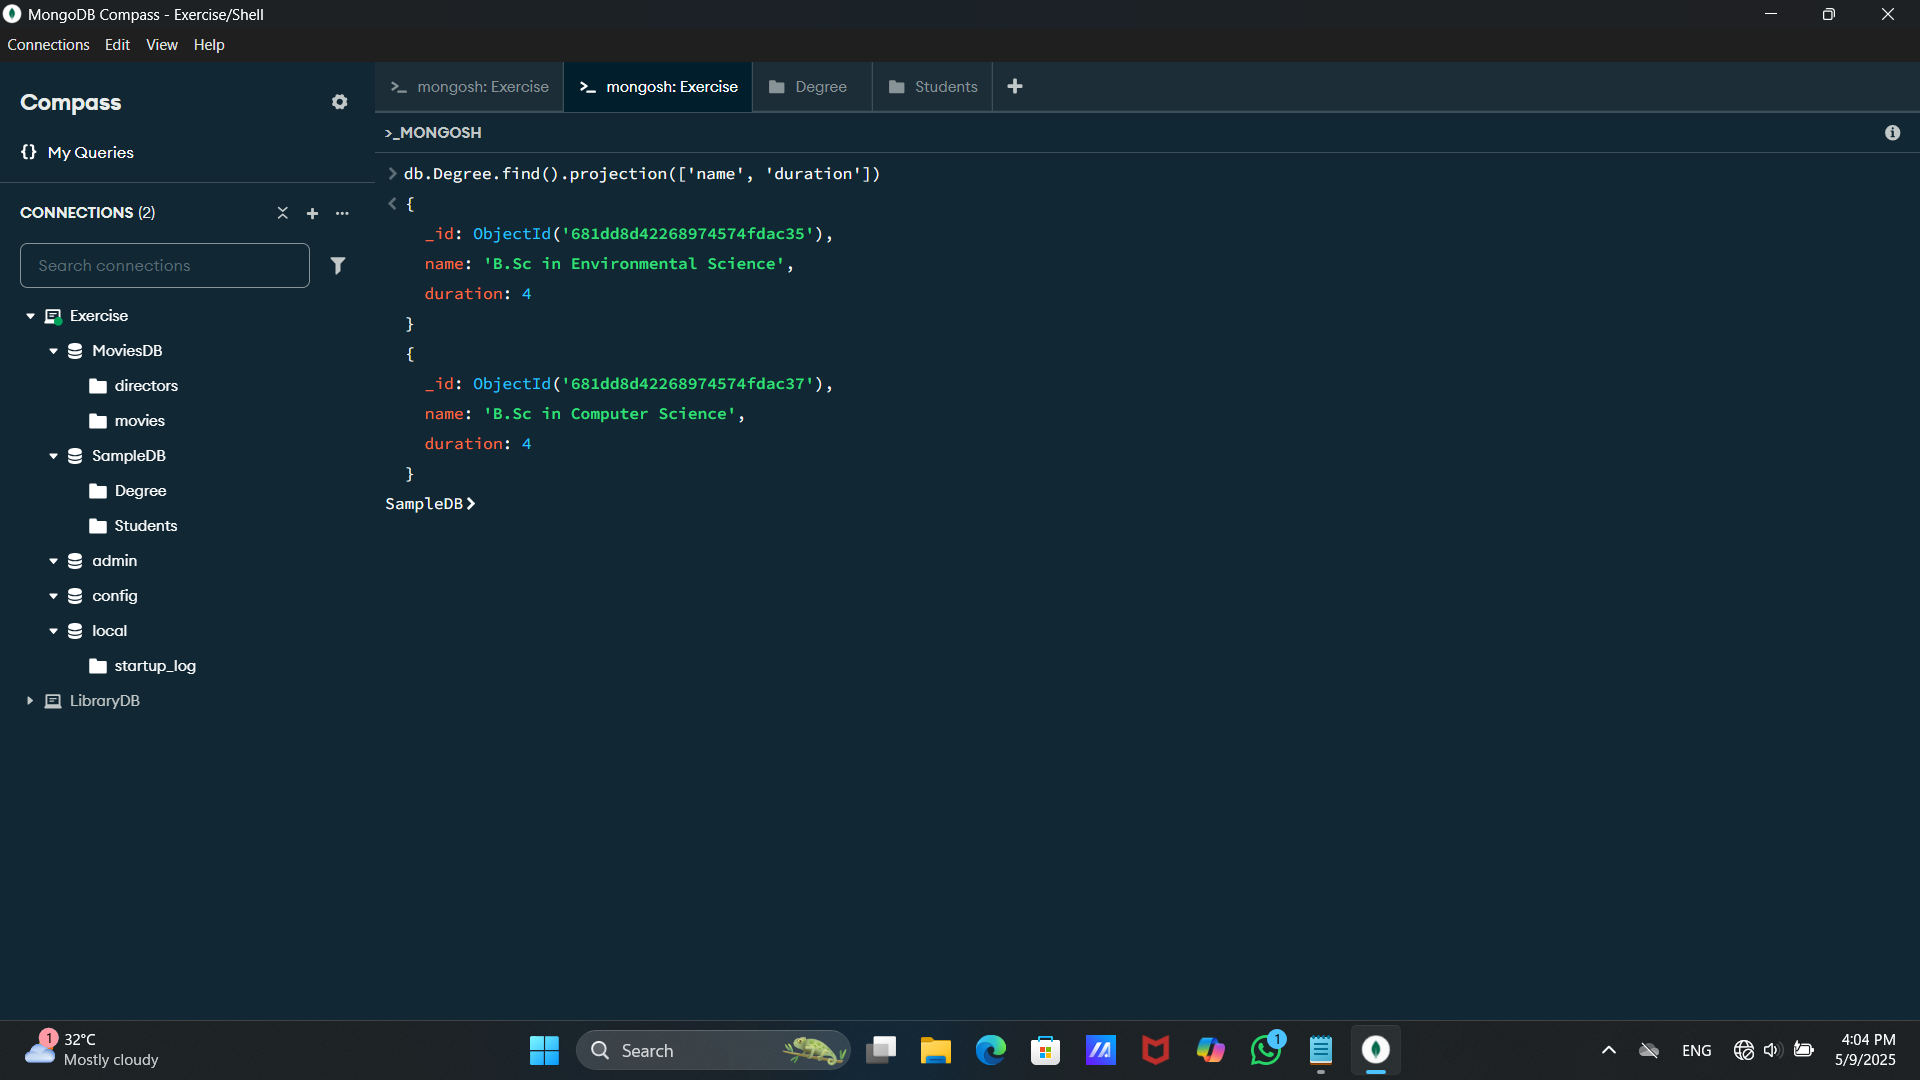 MongoDB Compass - Exercise/Shell
Connections Edit View Help
Compass
My Queries
CONNECTIONS (2)
Search connections
Exercise
MoviesDB
directors
movies
SampleDB
Degree
Students
admin
config
local
startup_log
LibraryDB
mongosh: Exercise
mongosh: Exercise
Degree
Students
>_MONGOSH
db.Degree.find().projection(['name', 'duration'])
{
_id: ObjectId('681dd8d42268974574fdac35'),
name: 'B.Sc in Environmental Science',
duration: 4
}
{
_id: ObjectId('681dd8d42268974574fdac37'),
name: 'B.Sc in Computer Science',
duration: 4
}
SampleDB>
1
32°C
Mostly cloudy
Search
1
ENG
4:04 PM
5/9/2025